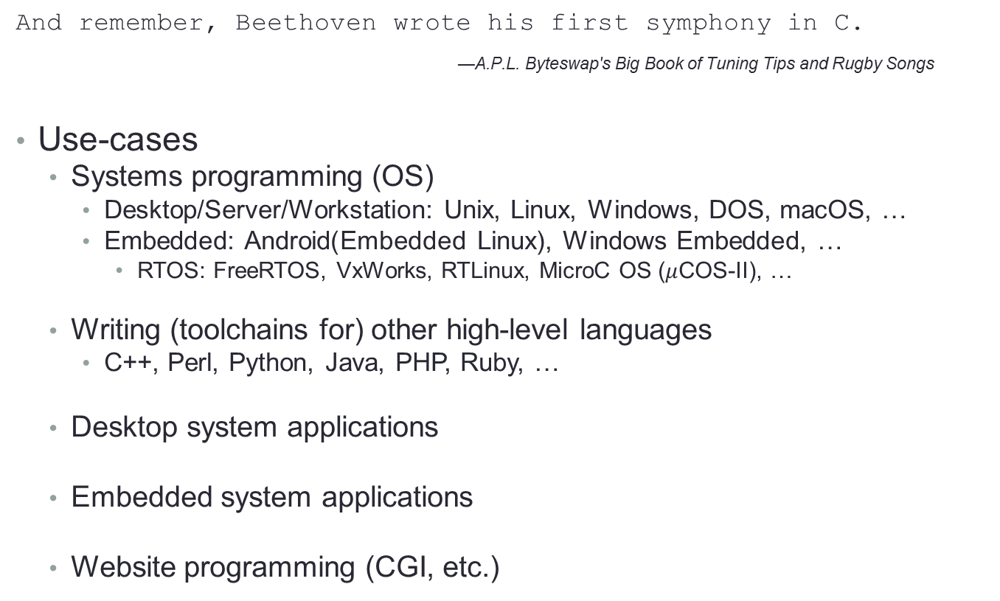 And remember, Beethoven wrote his first symphony in C.
—A.P.L. Byteswap's Big Book of Tuning Tips and Rugby Songs
• Use-cases
• Systems programming (OS)
• Desktop/Server/Workstation: Unix, Linux, Windows, DOS, macOS, …
• Embedded: Android(Embedded Linux), Windows Embedded, …
• RTOS: FreeRTOS, VxWorks, RTLinux, MicroC OS (𝜇COS-II), …
• Writing (toolchains for) other high-level languages
• C++, Perl, Python, Java, PHP, Ruby, …
• Desktop system applications
• Embedded system applications
• Website programming (CGI, etc.)